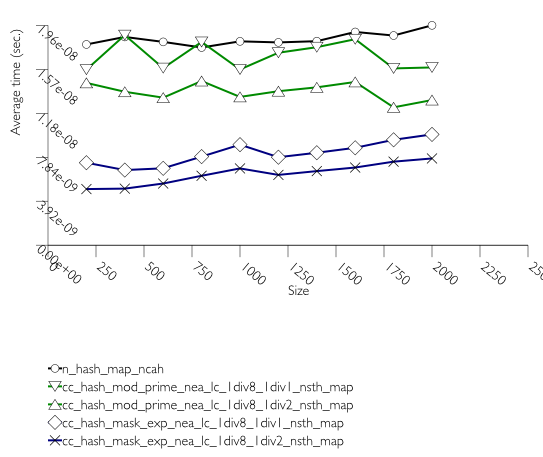 Average time (sec.)
1.96e-08
1.57e-08
1.18e-08
7.84e-09
3.92e-09
0.00e+00
0
250
500
750
1000
1250
1500
1750
2000
2250
Size
n_hash_map_ncah
cc_hash_mod_prime_nea_lc_1div8_1div1_nsth_map
cc_hash_mod_prime_nea_lc_1div8_1div2_nsth_map
cc_hash_mask_exp_nea_lc_1div8_1div1_nsth_map
cc_hash_mask_exp_nea_lc_1div8_1div2_nsth_map